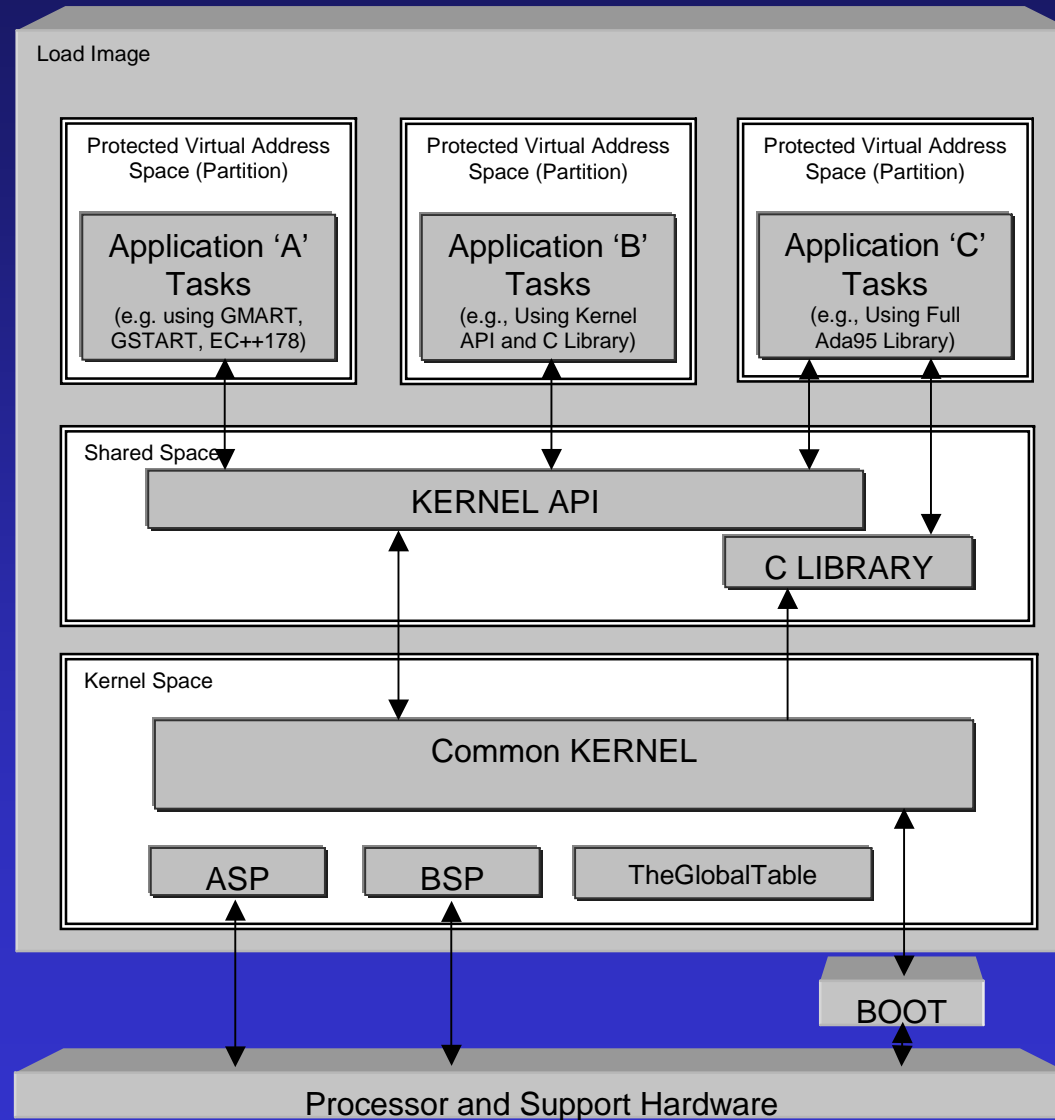 Load Image
Protected Virtual Address
Space (Partition)
Application ‘A’
Tasks
(e.g. using GMART,
GSTART, EC++178)
Protected Virtual Address
Space (Partition)
Application ‘B’
Tasks
(e.g., Using Kernel
API and C Library)
Protected Virtual Address
Space (Partition)
Application ‘C’
Tasks
(e.g., Using Full
Ada95 Library)
Shared Space
KERNEL API
C LIBRARY
Kernel Space
Common KERNEL
ASP
BSP
TheGlobalTable
BOOT
Processor and Support Hardware